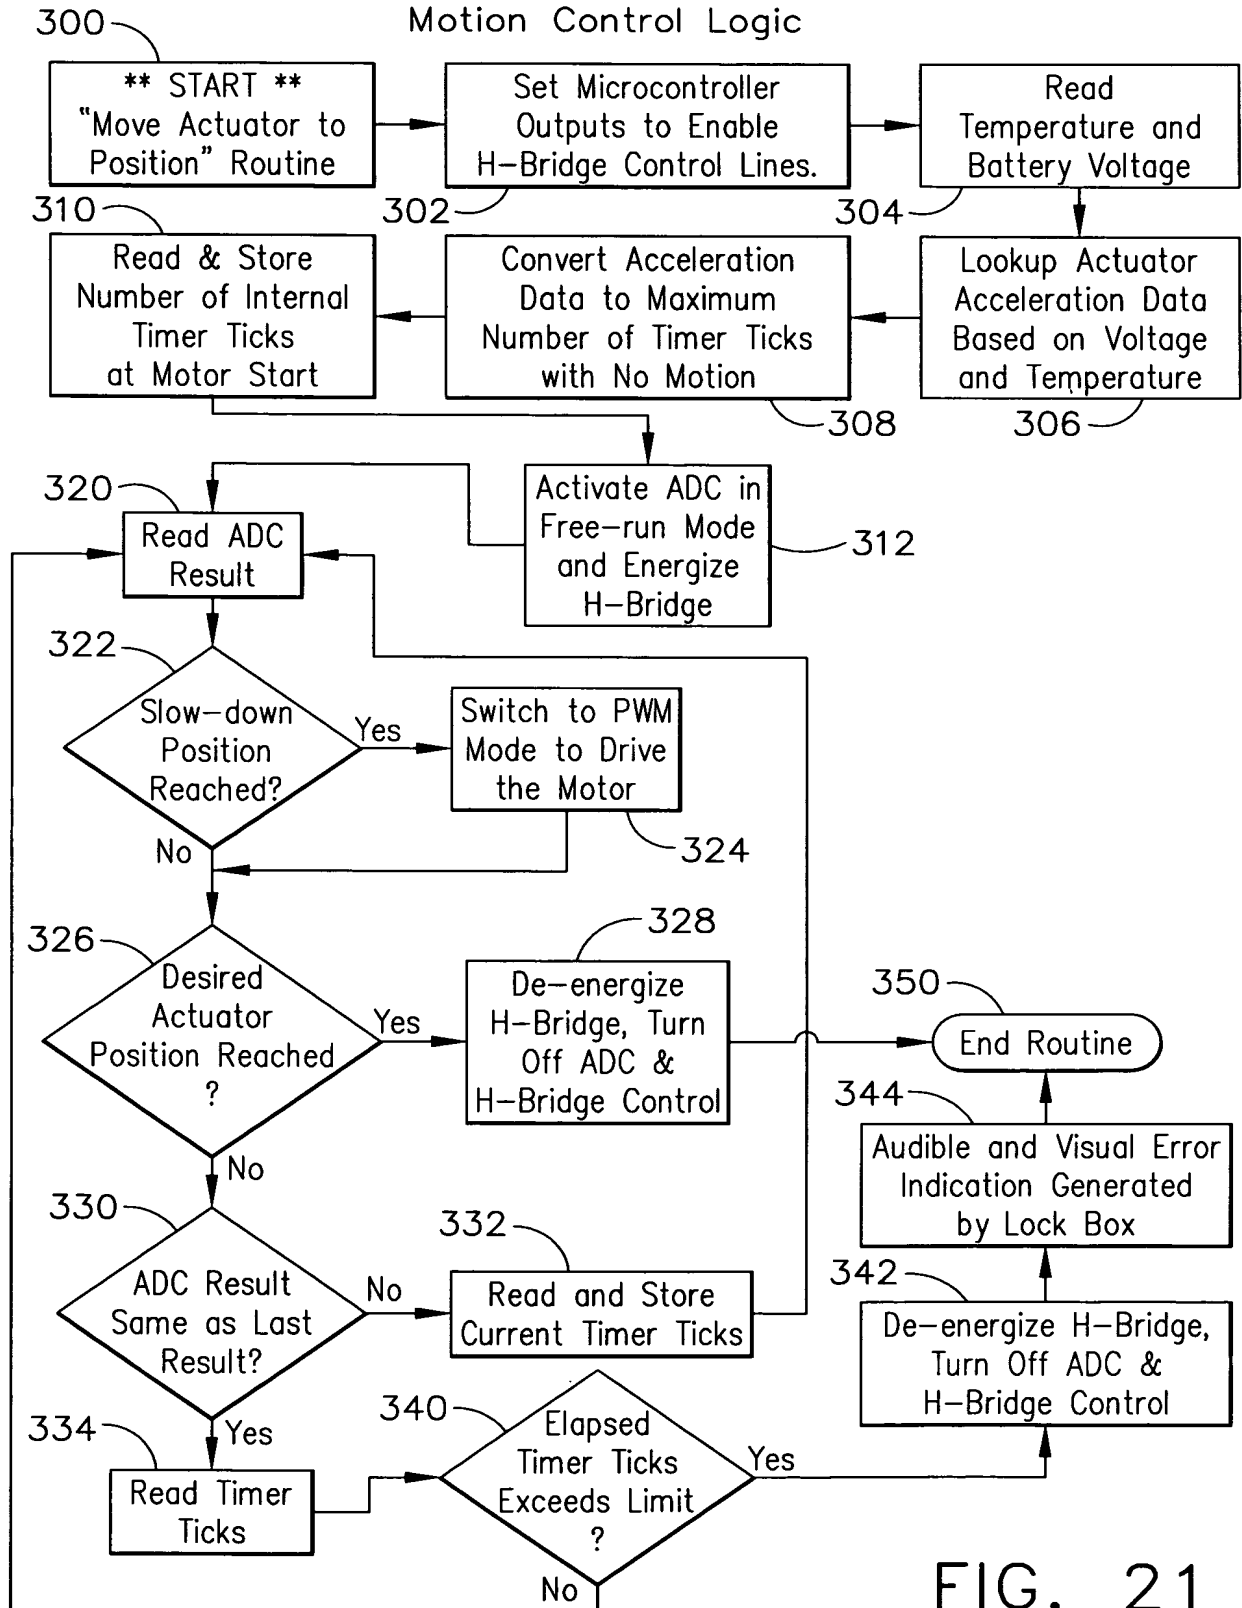 Motion Control Logic
300
** START **
"Move Actuator to
Position" Routine
Set Microcontroller
Outputs to Enable
H-Bridge Control Lines.
302
Read
Temperature and
Battery Voltage
304
Lookup Actuator
Acceleration Data
Based on Voltage
and Temperature
306
Convert Acceleration
Data to Maximum
Number of Timer Ticks
with No Motion
308
310
Read & Store
Number of Internal
Timer Ticks
at Motor Start
Activate ADC in
Free-run Mode
and Energize
H-Bridge
312
320
Read ADC
Result
322
Slow-down
Position
Reached?
Yes
No
Switch to PWM
Mode to Drive
the Motor
324
326
Desired
Actuator
Position Reached
?
Yes
No
328
De-energize
H-Bridge, Turn
Off ADC &
H-Bridge Control
350
End Routine
344
Audible and Visual Error
Indication Generated
by Lock Box
330
ADC Result
Same as Last
Result?
No
Yes
332
Read and Store
Current Timer Ticks
342
De-energize H-Bridge,
Turn Off ADC &
H-Bridge Control
334
Read Timer
Ticks
340
Elapsed
Timer Ticks
Exceeds Limit
?
Yes
No
FIG. 21